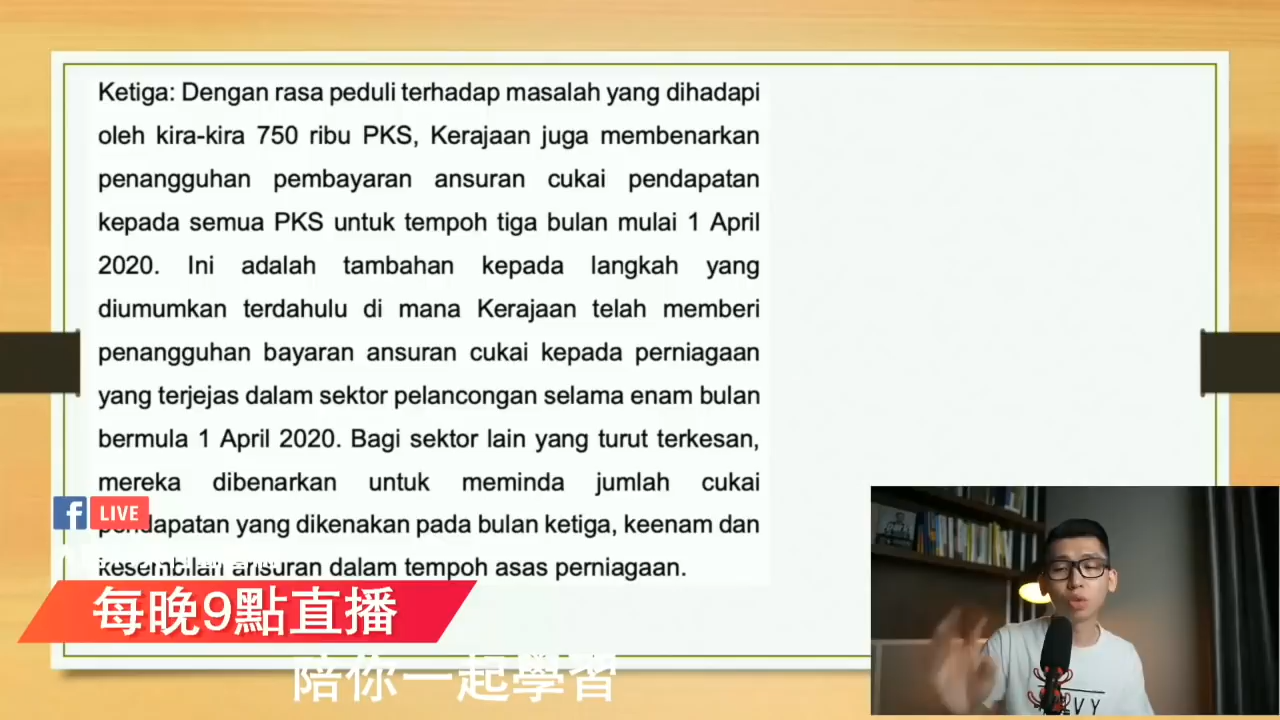 Ketiga: Dengan rasa peduli terhadap masalah yang dihadapi
oleh kira-kira 750 ribu PKS, Kerajaan juga membenarkan
penangguhan pembayaran ansuran cukai pendapatan
kepada semua PKS untuk tempoh tiga bulan mulai 1 April
2020. Ini adalah tambahan kepada langkah yang
diumumkan terdahulu di mana Kerajaan telah memberi
penangguhan bayaran ansuran cukai kepada perniagaan
yang terjejas dalam sektor pelancongan selama enam bulan
bermula 1 April 2020. Bagi sektor lain yang turut terkesan,
mereka dibenarkan untuk meminda jumlah cukai
pendapatan yang dikenakan pada bulan ketiga, keenam dan
kesembilan ansuran dalam tempoh asas perniagaan.
f LIVE
每晚9點直播
陪你一起學習